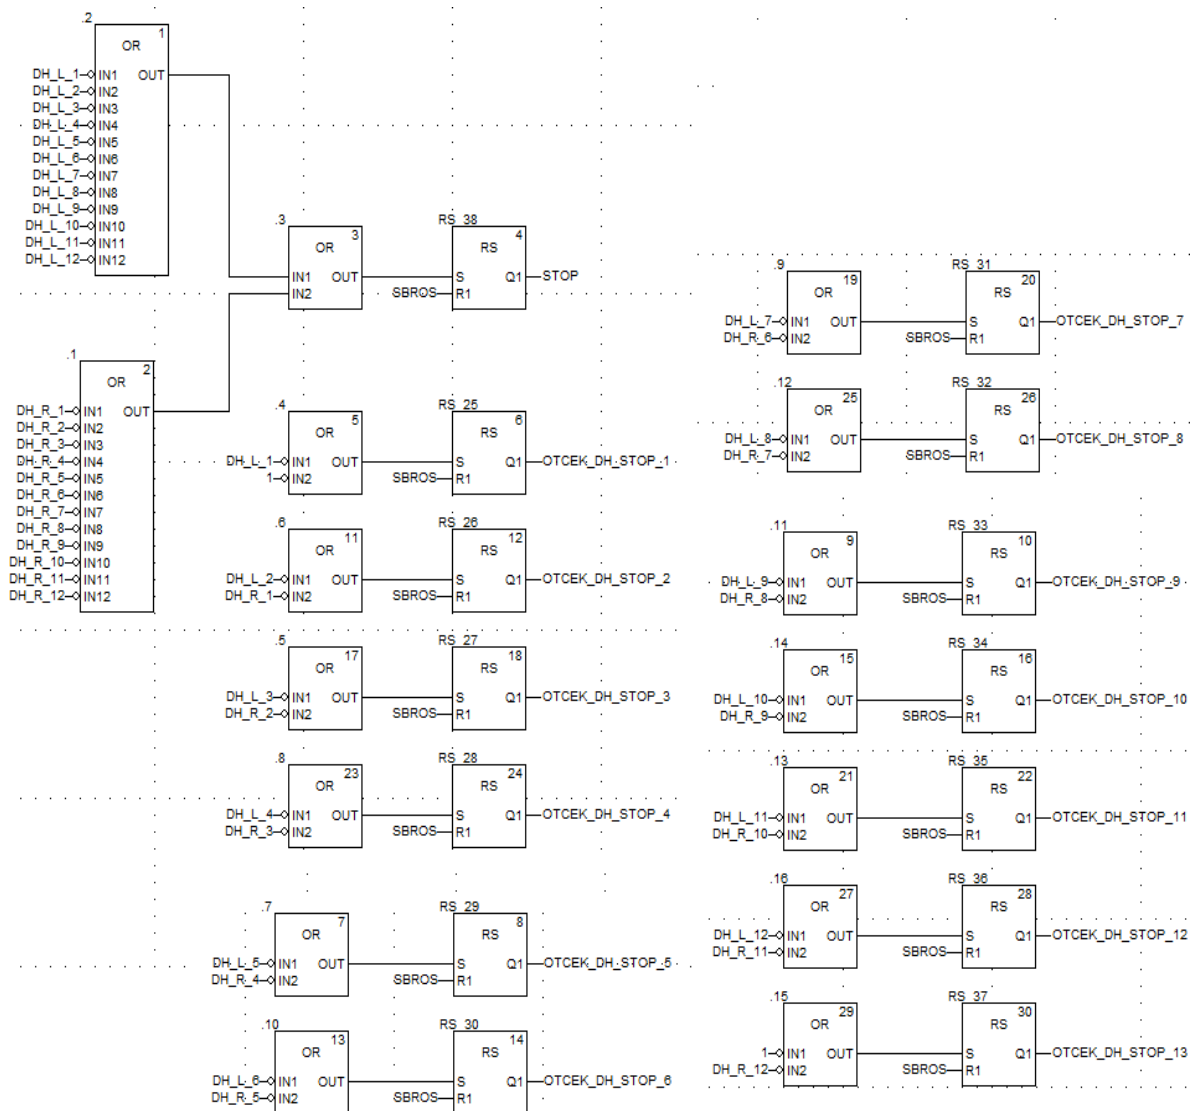 .2
1
OR
DH_L_1 IN1 OUT
DH_L_2 IN2
DH_L_3 IN3
DH_L_4 IN4
DH_L_5 IN5
DH_L_6 IN6
DH_L_7 IN7
DH_L_8 IN8
DH_L_9 IN9
DH_L_10 IN10
DH_L_11 IN11
DH_L_12 IN12
.3
3
OR
IN1 OUT
IN2
RS_38
4
RS
S Q1 STOP
SBROS R1
.1
2
OR
DH_R_1 IN1 OUT
DH_R_2 IN2
DH_R_3 IN3
DH_R_4 IN4
DH_R_5 IN5
DH_R_6 IN6
DH_R_7 IN7
DH_R_8 IN8
DH_R_9 IN9
DH_R_10 IN10
DH_R_11 IN11
DH_R_12 IN12
.4
5
OR
DH_L_1 IN1 OUT
1 IN2
RS_25
6
RS
S Q1 OTCEK_DH_STOP_1
SBROS R1
.6
11
OR
DH_L_2 IN1 OUT
DH_R_1 IN2
RS_26
12
RS
S Q1 OTCEK_DH_STOP_2
SBROS R1
.5
17
OR
DH_L_3 IN1 OUT
DH_R_2 IN2
RS_27
18
RS
S Q1 OTCEK_DH_STOP_3
SBROS R1
.8
23
OR
DH_L_4 IN1 OUT
DH_R_3 IN2
RS_28
24
RS
S Q1 OTCEK_DH_STOP_4
SBROS R1
.7
7
OR
DH_L_5 IN1 OUT
DH_R_4 IN2
RS_29
8
RS
S Q1 OTCEK_DH_STOP_5
SBROS R1
.10
13
OR
DH_L_6 IN1 OUT
DH_R_5 IN2
RS_30
14
RS
S Q1 OTCEK_DH_STOP_6
SBROS R1
.9
19
OR
DH_L_7 IN1 OUT
DH_R_6 IN2
RS_31
20
RS
S Q1 OTCEK_DH_STOP_7
SBROS R1
.12
25
OR
DH_L_8 IN1 OUT
DH_R_7 IN2
RS_32
26
RS
S Q1 OTCEK_DH_STOP_8
SBROS R1
.11
9
OR
DH_L_9 IN1 OUT
DH_R_8 IN2
RS_33
10
RS
S Q1 OTCEK_DH_STOP_9
SBROS R1
.14
15
OR
DH_L_10 IN1 OUT
DH_R_9 IN2
RS_34
16
RS
S Q1 OTCEK_DH_STOP_10
SBROS R1
.13
21
OR
DH_L_11 IN1 OUT
DH_R_10 IN2
RS_35
22
RS
S Q1 OTCEK_DH_STOP_11
SBROS R1
.16
27
OR
DH_L_12 IN1 OUT
DH_R_11 IN2
RS_36
28
RS
S Q1 OTCEK_DH_STOP_12
SBROS R1
.15
29
OR
1 IN1 OUT
DH_R_12 IN2
RS_37
30
RS
S Q1 OTCEK_DH_STOP_13
SBROS R1